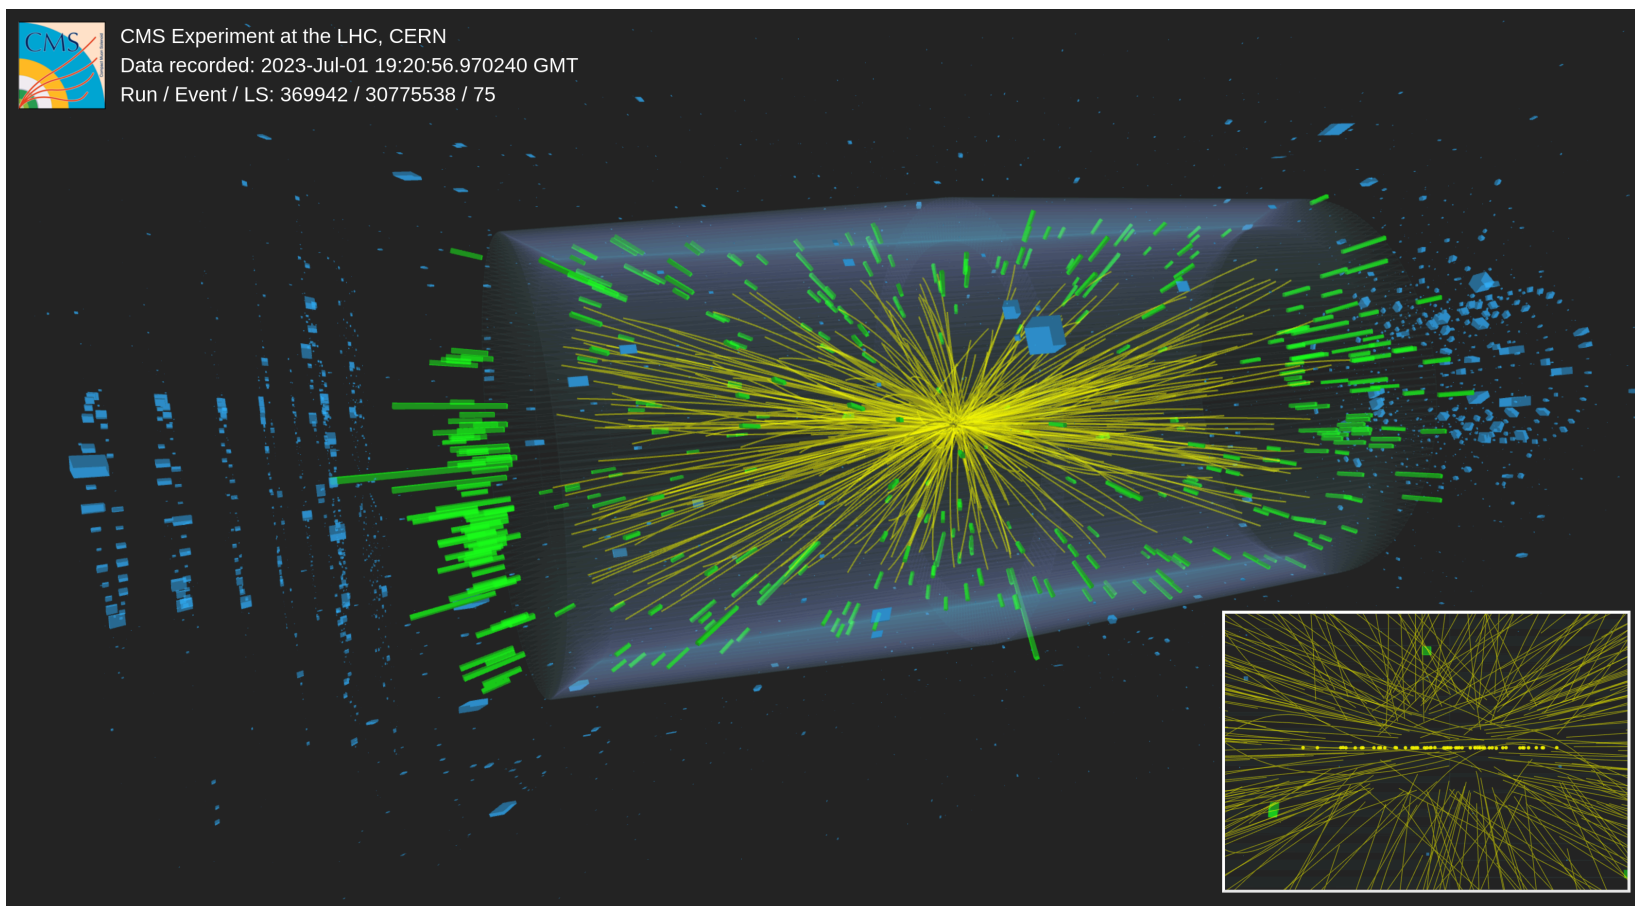 CMS
CMS Experiment at the LHC, CERN
Data recorded: 2023-Jul-01 19:20:56.970240 GMT
Run / Event / LS: 369942 / 30775538 / 75